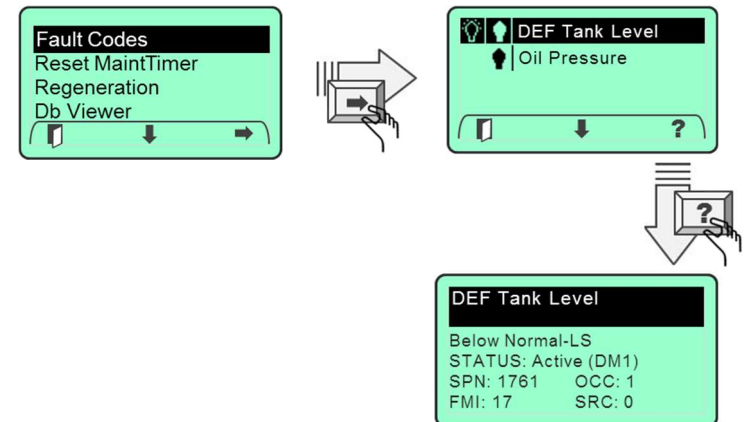 Fault Codes
Reset MaintTimer
Regeneration
Db Viewer
DEF Tank Level
Oil Pressure
?
?
DEF Tank Level
Below Normal-LS
STATUS: Active (DM1)
SPN: 1761 OCC: 1
FMI: 17 SRC: 0